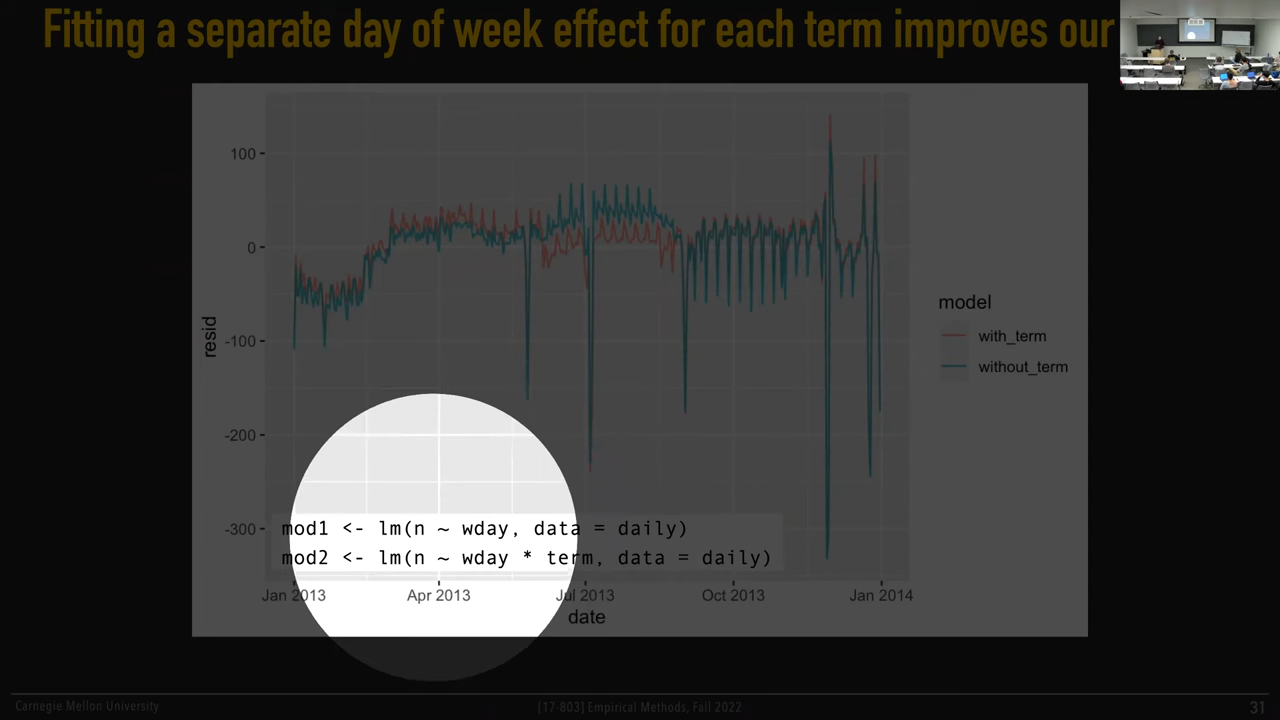 Fitting a separate day of week effect for each term improves our
100
0
-100
-200
-300
resid
model
with_term
without_term
mod1 <- lm(n ~ wday, data = daily)
mod2 <- lm(n ~ wday * term, data = daily)
Jan 2013
Apr 2013
Jul 2013
Oct 2013
Jan 2014
date
Carnegie Mellon University
[17-803] Empirical Methods, Fall 2022
31